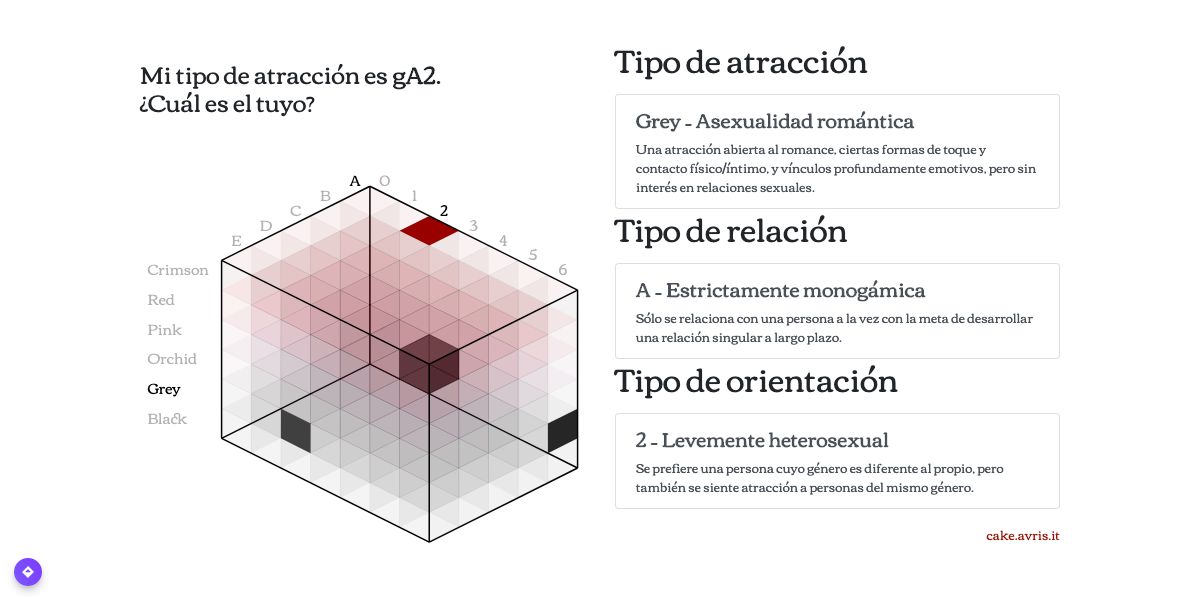 Mi tipo de atracción es gA2.
¿Cuál es el tuyo?
A 0
B 1
C 2
D 3
E 4
5
6
Crimson
Red
Pink
Orchid
Grey
Black
Tipo de atracción
Grey - Asexualidad romántica
Una atracción abierta al romance, ciertas formas de toque y
contacto físico/íntimo, y vínculos profundamente emotivos, pero sin
interés en relaciones sexuales.
Tipo de relación
A - Estrictamente monogámica
Sólo se relaciona con una persona a la vez con la meta de desarrollar
una relación singular a largo plazo.
Tipo de orientación
2 - Levemente heterosexual
Se prefiere una persona cuyo género es diferente al propio, pero
también se siente atracción a personas del mismo género.
cake.avris.it